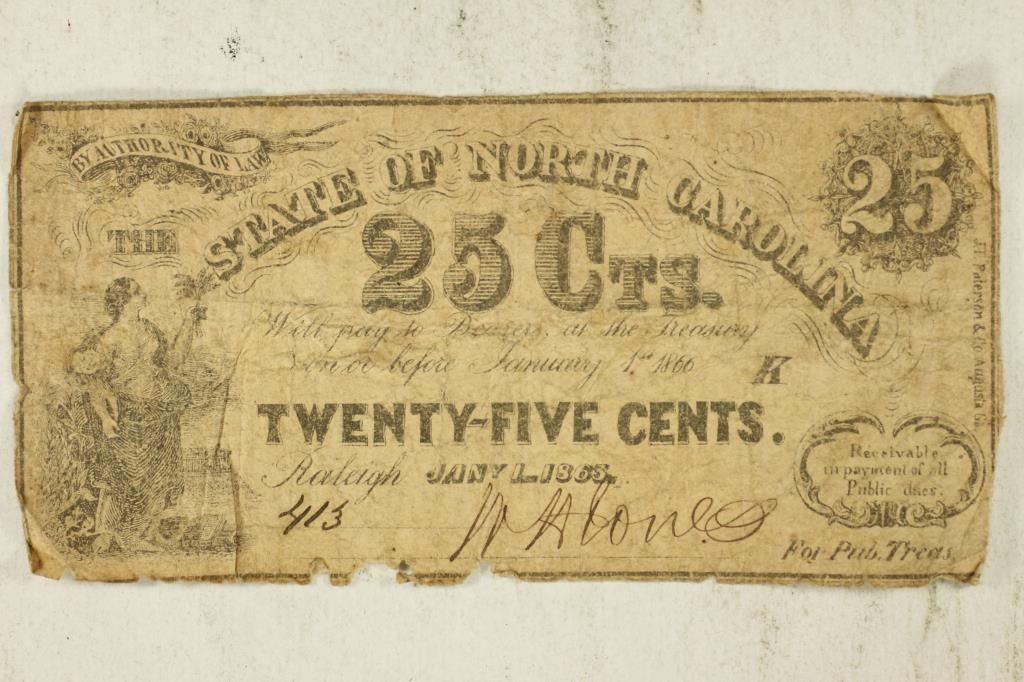 BY AUTHORITY OF LAW
25
THE
STATE OF NORTH CAROLINA
25 CTS.
Will pay to Bearer, at the Treasury
on or before January 1st 1866
K
TWENTY-FIVE CENTS.
Raleigh JANY 1. 1863.
413
W H Jones
Receivable
in payment of all
Public dues.
For Pub. Treas.
J. T. Paterson & Co Augusta Ga.